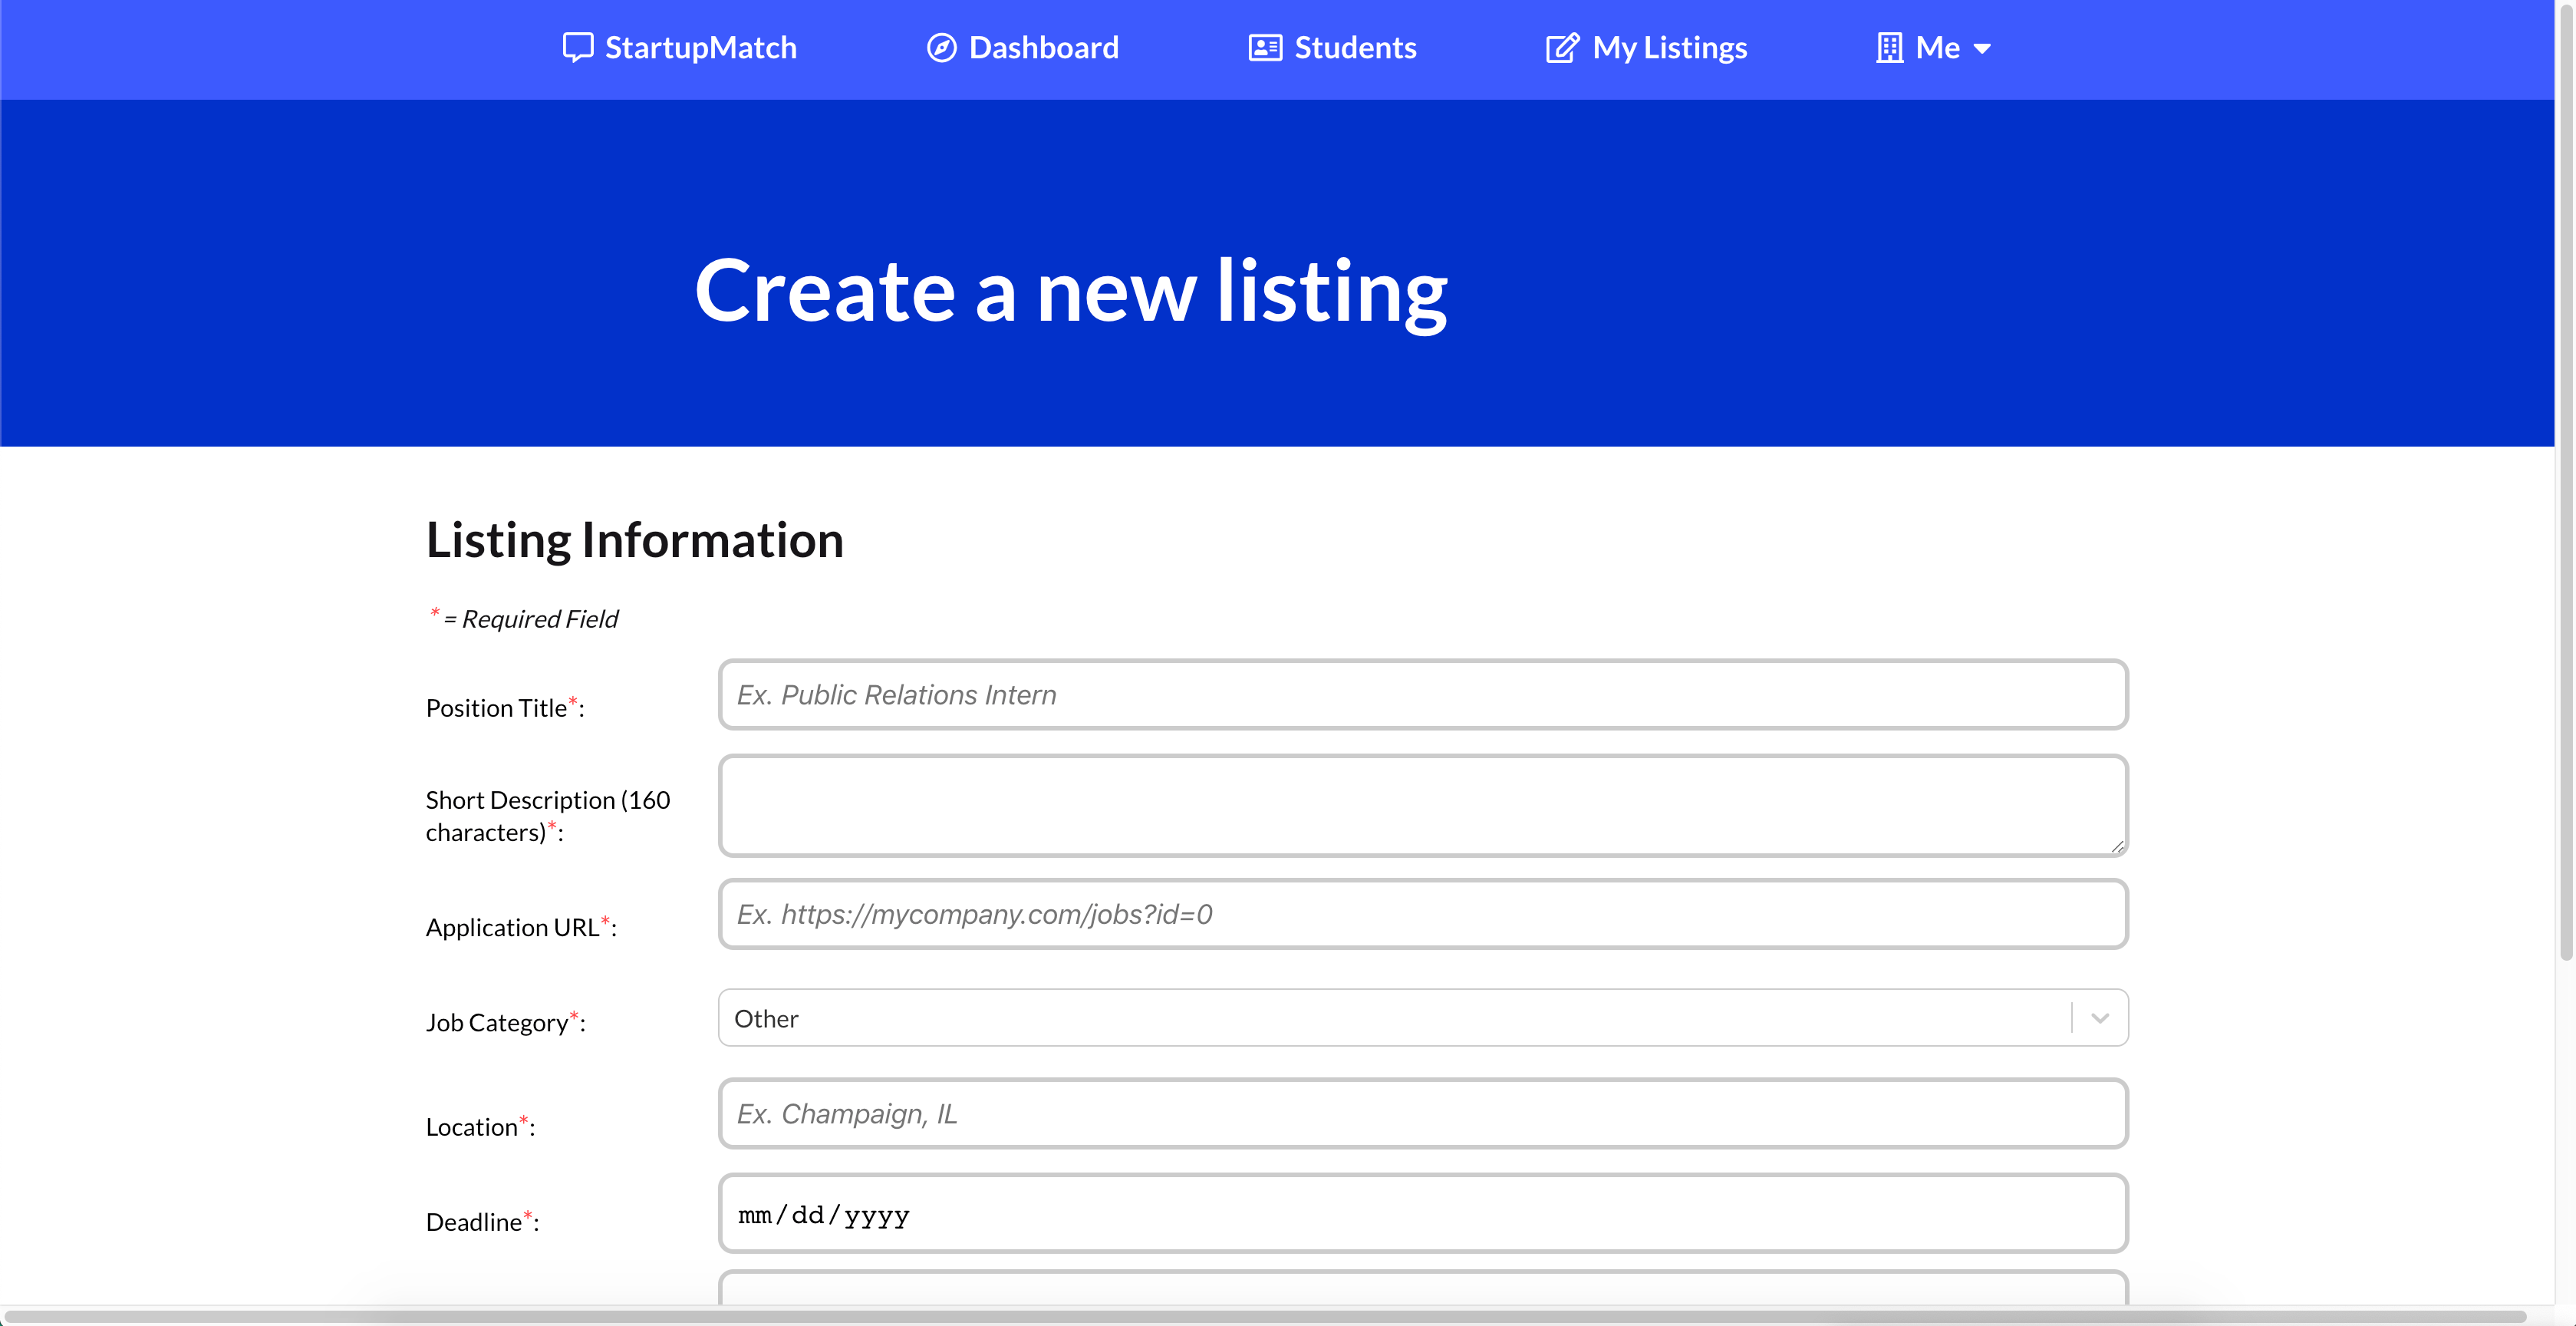 StartupMatch Dashboard Students My Listings Me
Create a new listing
Listing Information
* = Required Field
Position Title*: Ex. Public Relations Intern
Short Description (160
characters)*:
Application URL*: Ex. https://mycompany.com/jobs?id=0
Job Category*: Other
Location*: Ex. Champaign, IL
Deadline*: mm/dd/yyyy